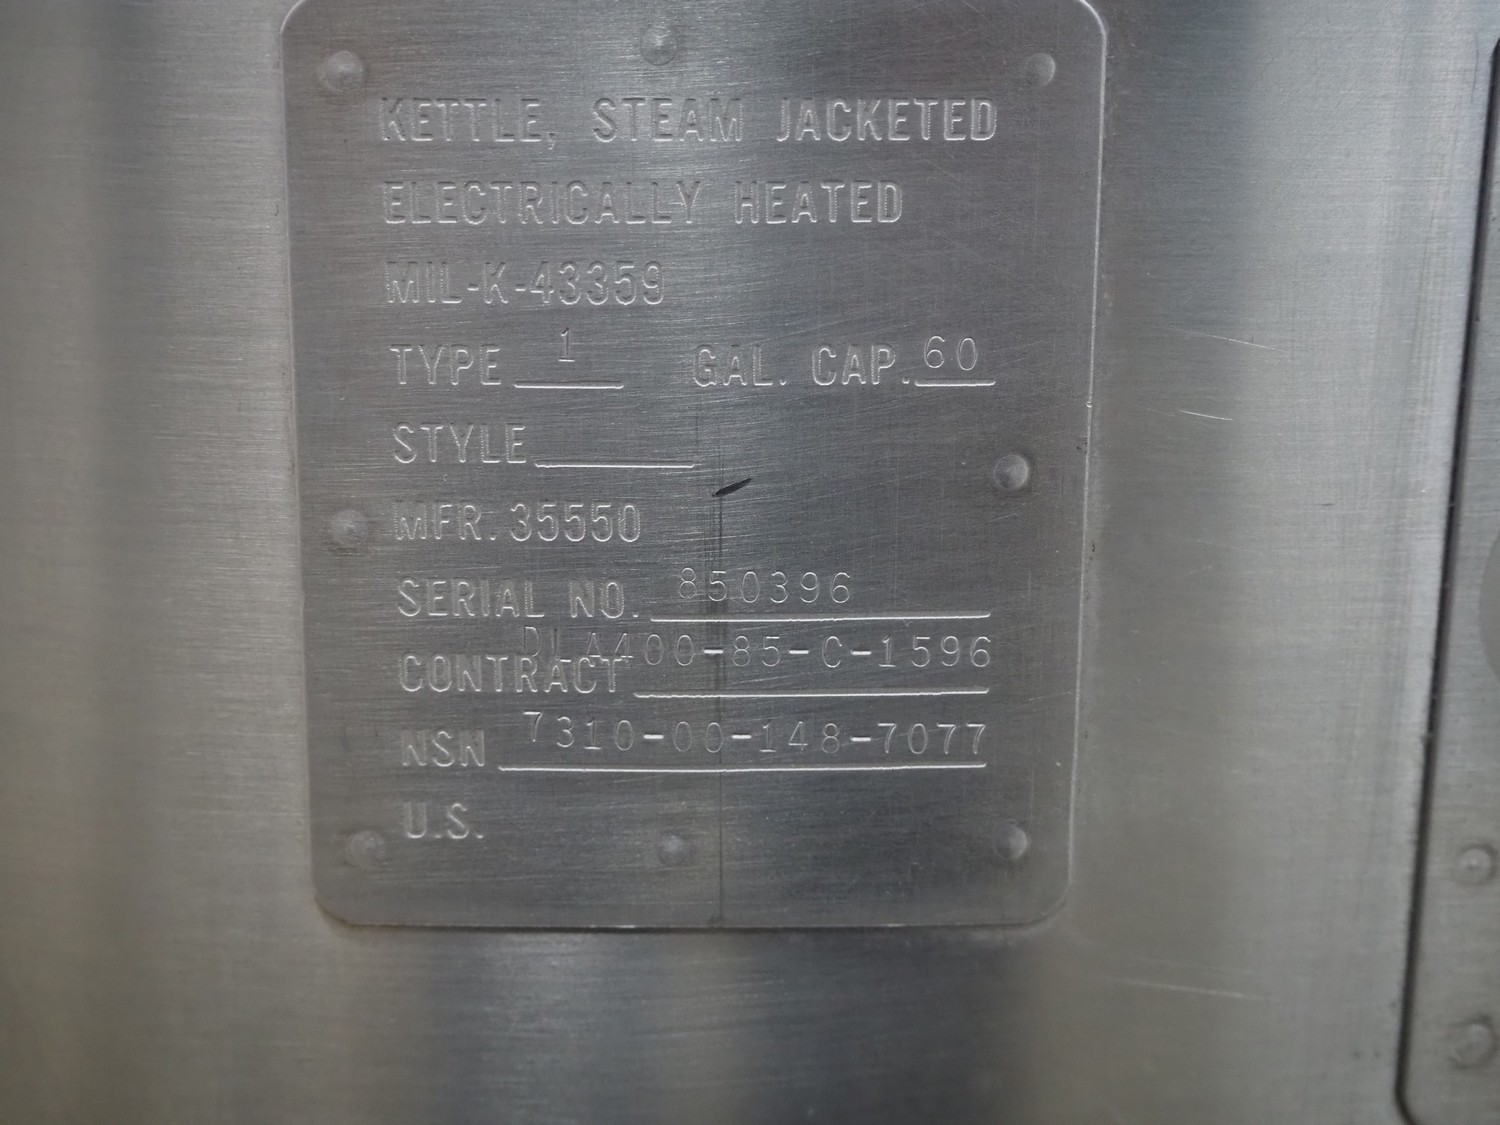 KETTLE, STEAM JACKETED
ELECTRICALLY HEATED
MIL-K-43359
TYPE 1 GAL. CAP. 60
STYLE
MFR. 35550
SERIAL NO. 850396
CONTRACT DLA400-85-C-1596
NSN 7310-00-148-7077
U.S.